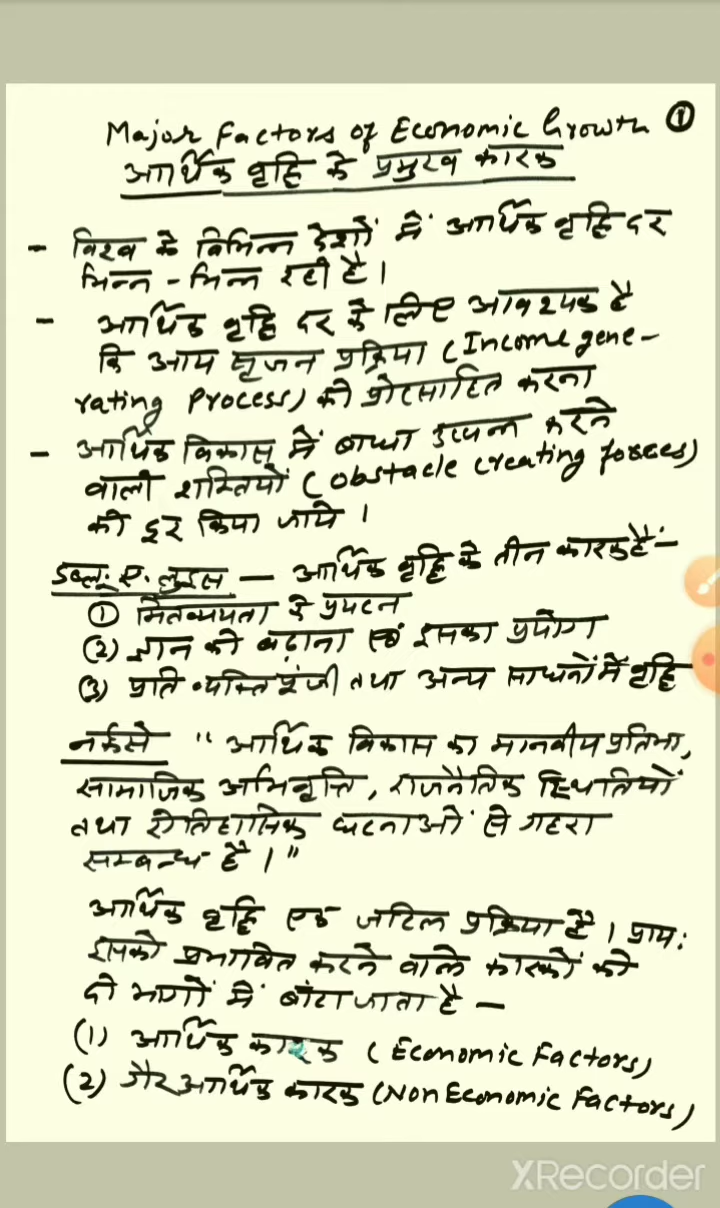 Major Factors of Economic Growth ①
आर्थिक वृद्धि के प्रमुख कारक
- विश्व के विभिन्न देशों में आर्थिक वृद्धि दर
भिन्न - भिन्न रही है।
- आर्थिक वृद्धि दर के लिए आवश्यक है
कि आय सृजन प्रक्रिया (Income gene-
rating Process) को प्रोत्साहित करना
- आर्थिक विकास में बाधा उत्पन्न करने
वाली शक्तियों (obstacle creating forces)
को दूर किया जाये।
डब्लू. ए. लुइस — आर्थिक वृद्धि के तीन कारक हैं:-
① मितव्ययता के प्रयत्न
(2) ज्ञान को बढ़ाना एवं इसका प्रयोग
(3) प्रति व्यक्ति पूंजी तथा अन्य साधनों में वृद्धि
नर्कसे "आर्थिक विकास का मानवीय प्रतिभा,
सामाजिक अभिवृत्ति, राजनैतिक स्थितियों
तथा ऐतिहासिक घटनाओं से गहरा
सम्बन्ध है।"
आर्थिक वृद्धि एक जटिल प्रक्रिया है। प्राय:
इसको प्रभावित करने वाले कारकों को
दो भागों में बांटा जाता है —
(1) आर्थिक कारक (Economic Factors)
(2) गैर आर्थिक कारक (Non Economic Factors)
XRecorder